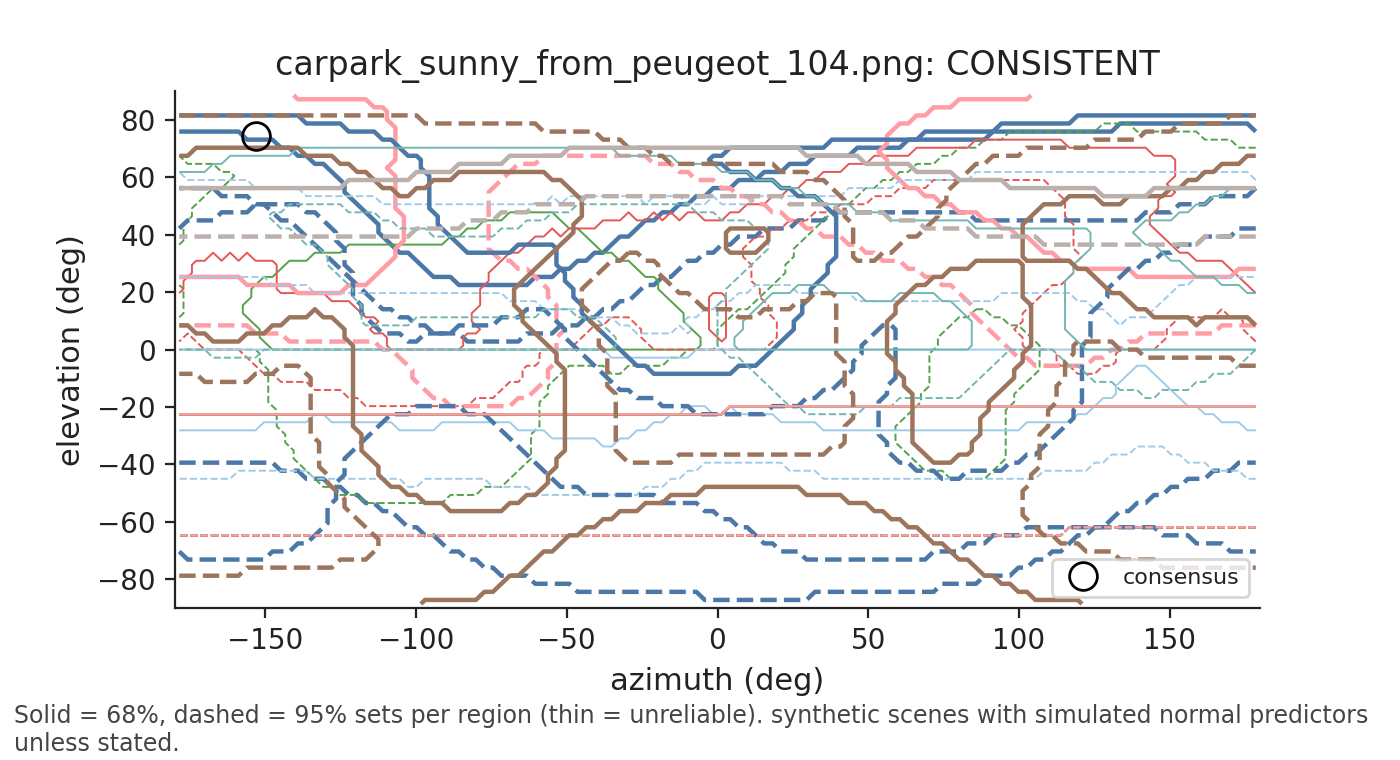 carpark_sunny_from_peugeot_104.png: CONSISTENT
80
60
40
20
0
−20
−40
−60
−80
elevation (deg)
−150
−100
−50
0
50
100
150
azimuth (deg)
consensus
Solid = 68%, dashed = 95% sets per region (thin = unreliable). synthetic scenes with simulated normal predictors
unless stated.